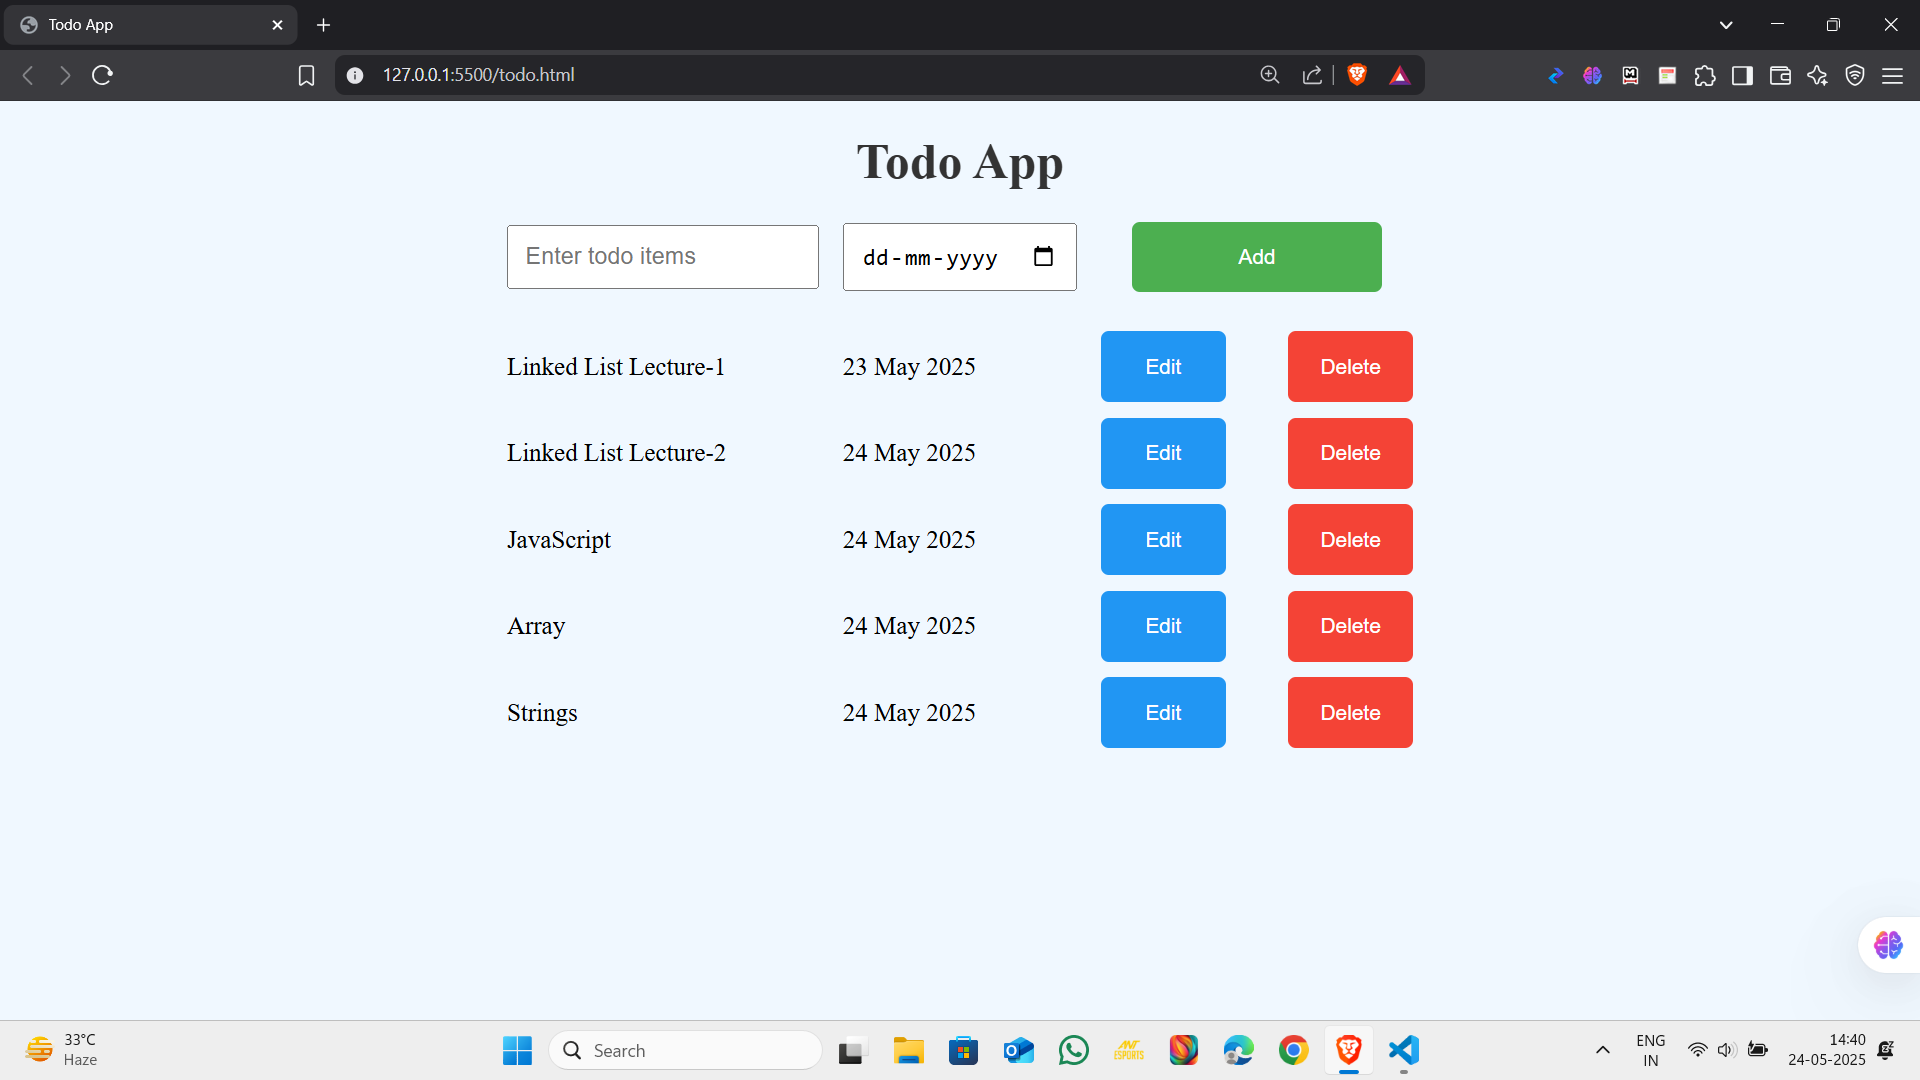 Todo App
127.0.0.1:5500/todo.html
Todo App
Enter todo items
dd-mm-yyyy
Add
Linked List Lecture-1 23 May 2025 Edit Delete
Linked List Lecture-2 24 May 2025 Edit Delete
JavaScript 24 May 2025 Edit Delete
Array 24 May 2025 Edit Delete
Strings 24 May 2025 Edit Delete
33°C
Haze
Search
ANT
ESPORTS
ENG
IN
14:40
24-05-2025